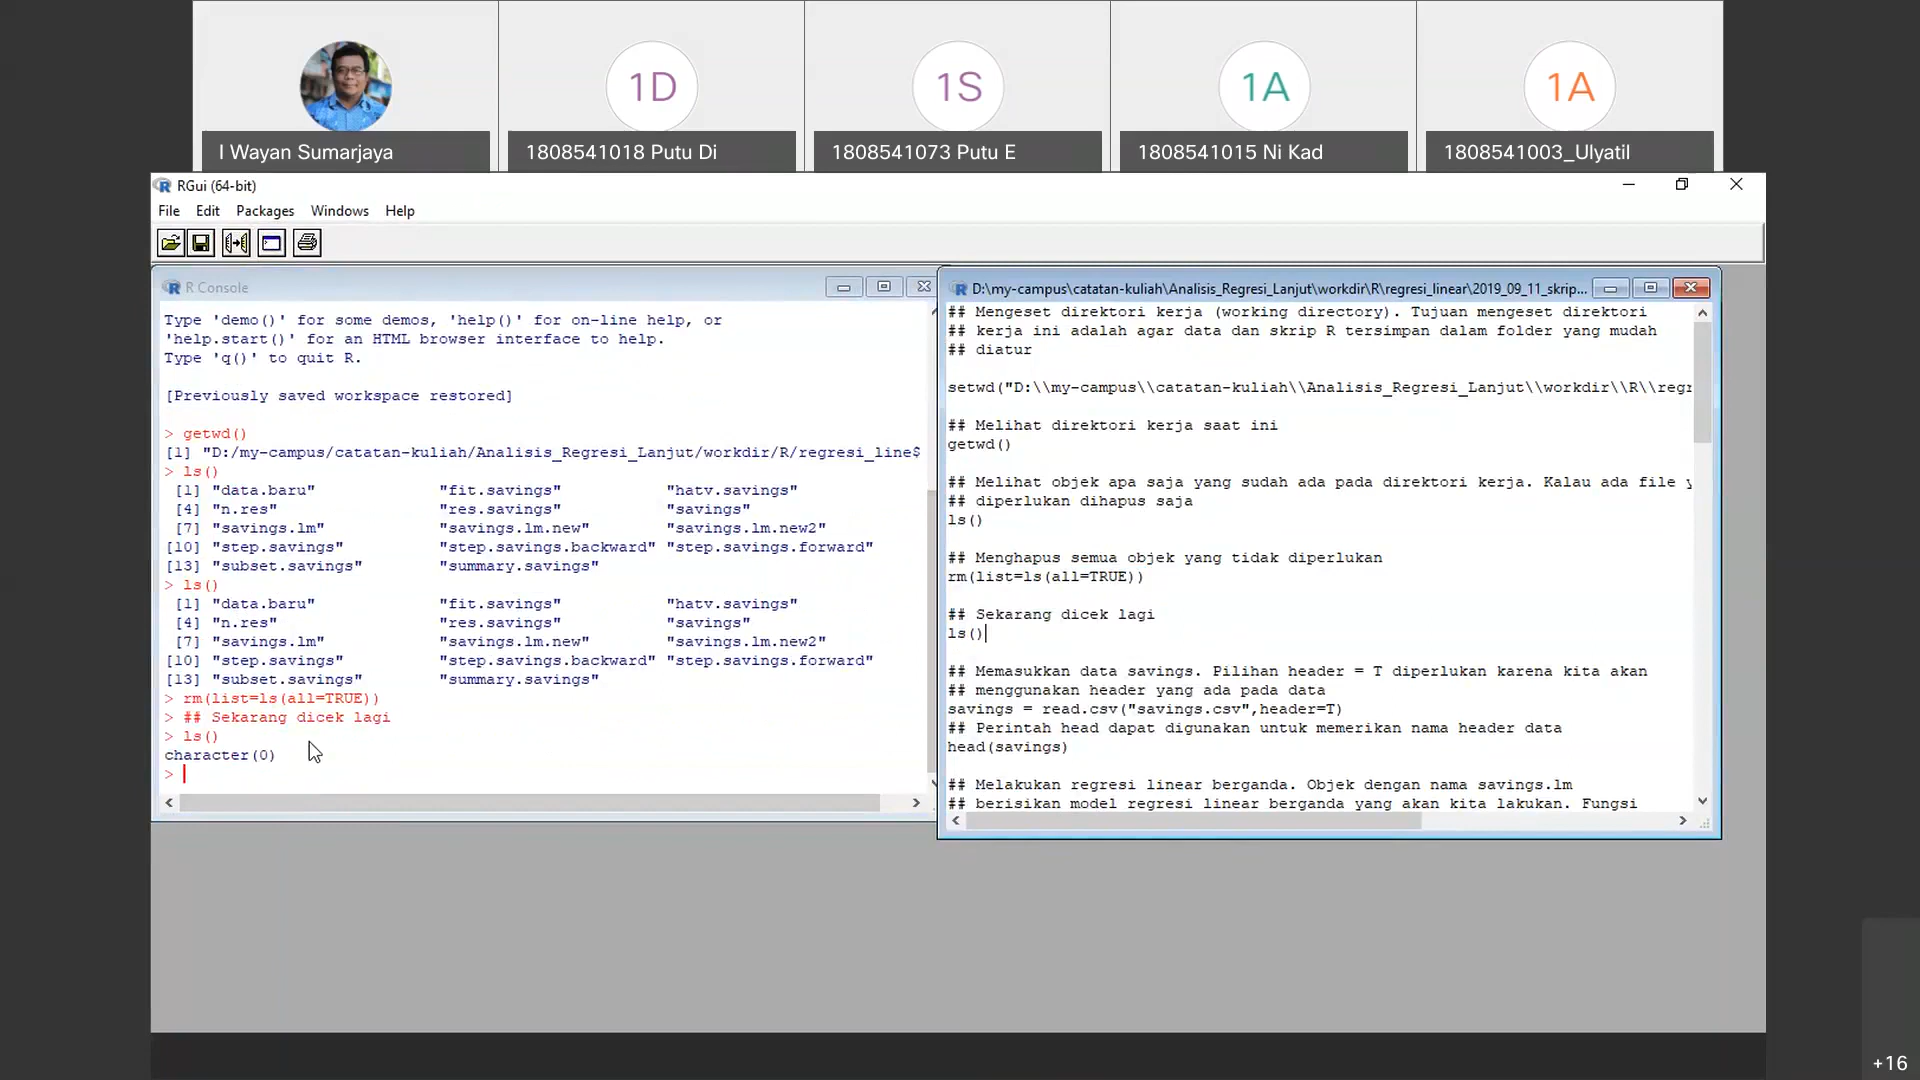 1D
1S
1A
1A
I Wayan Sumarjaya
1808541018 Putu Di
1808541073 Putu E
1808541015 Ni Kad
1808541003_Ulyatil
RGui (64-bit)
File Edit Packages Windows Help
R Console
Type 'demo()' for some demos, 'help()' for on-line help, or
'help.start()' for an HTML browser interface to help.
Type 'q()' to quit R.
[Previously saved workspace restored]
> getwd()
[1] "D:/my-campus/catatan-kuliah/Analisis_Regresi_Lanjut/workdir/R/regresi_line$
> ls()
[1] "data.baru" "fit.savings" "hatv.savings"
[4] "n.res" "res.savings" "savings"
[7] "savings.lm" "savings.lm.new" "savings.lm.new2"
[10] "step.savings" "step.savings.backward" "step.savings.forward"
[13] "subset.savings" "summary.savings"
> ls()
[1] "data.baru" "fit.savings" "hatv.savings"
[4] "n.res" "res.savings" "savings"
[7] "savings.lm" "savings.lm.new" "savings.lm.new2"
[10] "step.savings" "step.savings.backward" "step.savings.forward"
[13] "subset.savings" "summary.savings"
> rm(list=ls(all=TRUE))
> ## Sekarang dicek lagi
> ls()
character(0)
>
D:\my-campus\catatan-kuliah\Analisis_Regresi_Lanjut\workdir\R\regresi_linear\2019_09_11_skrip...
## Mengeset direktori kerja (working directory). Tujuan mengeset direktori
## kerja ini adalah agar data dan skrip R tersimpan dalam folder yang mudah
## diatur
setwd("D:\\my-campus\\catatan-kuliah\\Analisis_Regresi_Lanjut\\workdir\\R\\regr
## Melihat direktori kerja saat ini
getwd()
## Melihat objek apa saja yang sudah ada pada direktori kerja. Kalau ada file y
## diperlukan dihapus saja
ls()
## Menghapus semua objek yang tidak diperlukan
rm(list=ls(all=TRUE))
## Sekarang dicek lagi
ls()
## Memasukkan data savings. Pilihan header = T diperlukan karena kita akan
## menggunakan header yang ada pada data
savings = read.csv("savings.csv",header=T)
## Perintah head dapat digunakan untuk memerikan nama header data
head(savings)
## Melakukan regresi linear berganda. Objek dengan nama savings.lm
## berisikan model regresi linear berganda yang akan kita lakukan. Fungsi
+16